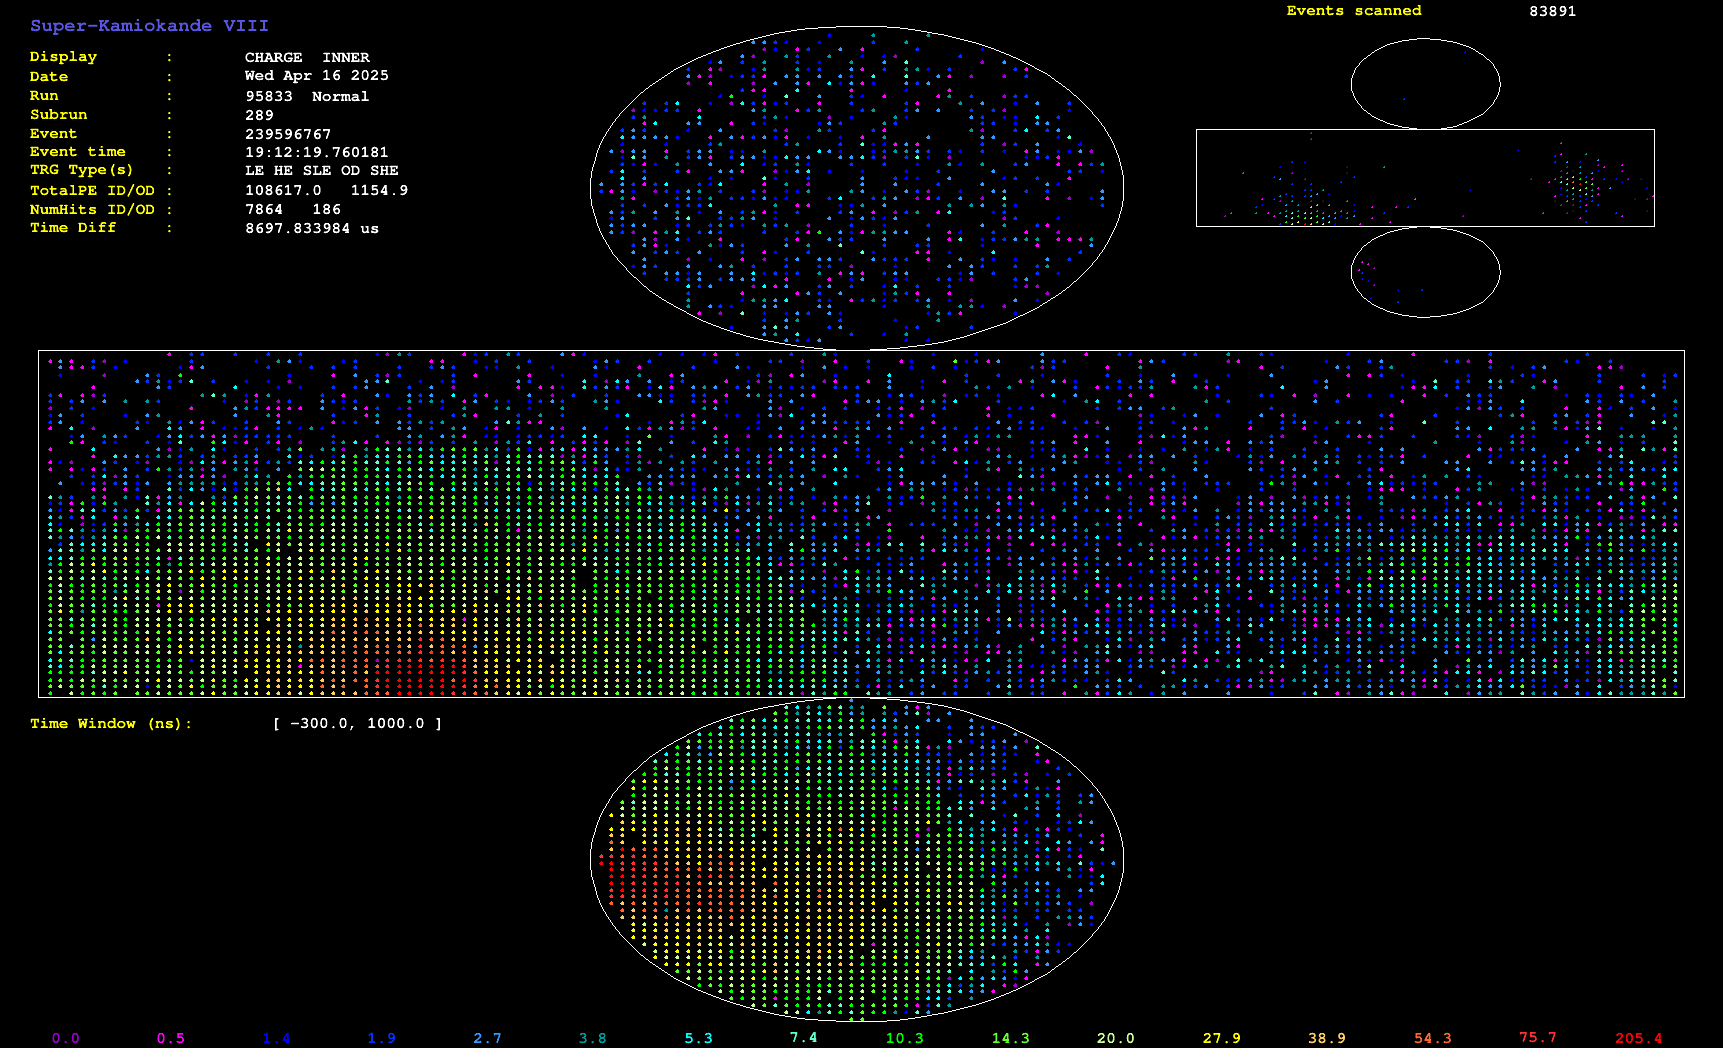 Super-Kamiokande VIII
Events scanned 83891
Display : CHARGE INNER
Date : Wed Apr 16 2025
Run : 95833 Normal
Subrun : 289
Event : 239596767
Event time : 19:12:19.760181
TRG Type(s) : LE HE SLE OD SHE
TotalPE ID/OD : 108617.0 1154.9
NumHits ID/OD : 7864 186
Time Diff : 8697.833984 us
Time Window (ns): [ -300.0, 1000.0 ]
0.0 0.5 1.4 1.9 2.7 3.8 5.3 7.4 10.3 14.3 20.0 27.9 38.9 54.3 75.7 205.4